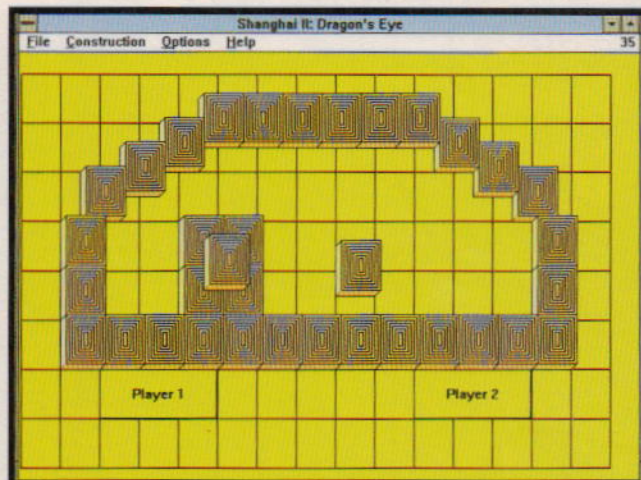 Shanghai II: Dragon's Eye
File Construction Options Help 35
Player 1 Player 2